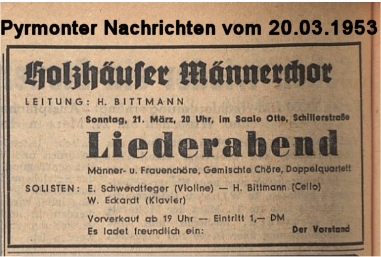 Pyrmonter Nachrichten vom 20.03.1953
Holzhäuser Männerchor
LEITUNG: H. BITTMANN
Sonntag, 21. März, 20 Uhr, im Saale Otte, Schillerstraße
Liederabend
Männer- u. Frauenchöre, Gemischte Chöre, Doppelquartett
SOLISTEN: E. Schwerdtfeger (Violine) — H. Bittmann (Cello)
W. Eckardt (Klavier)
Vorverkauf ab 19 Uhr — Eintritt 1,— DM
Es ladet freundlich ein: Der Vorstand